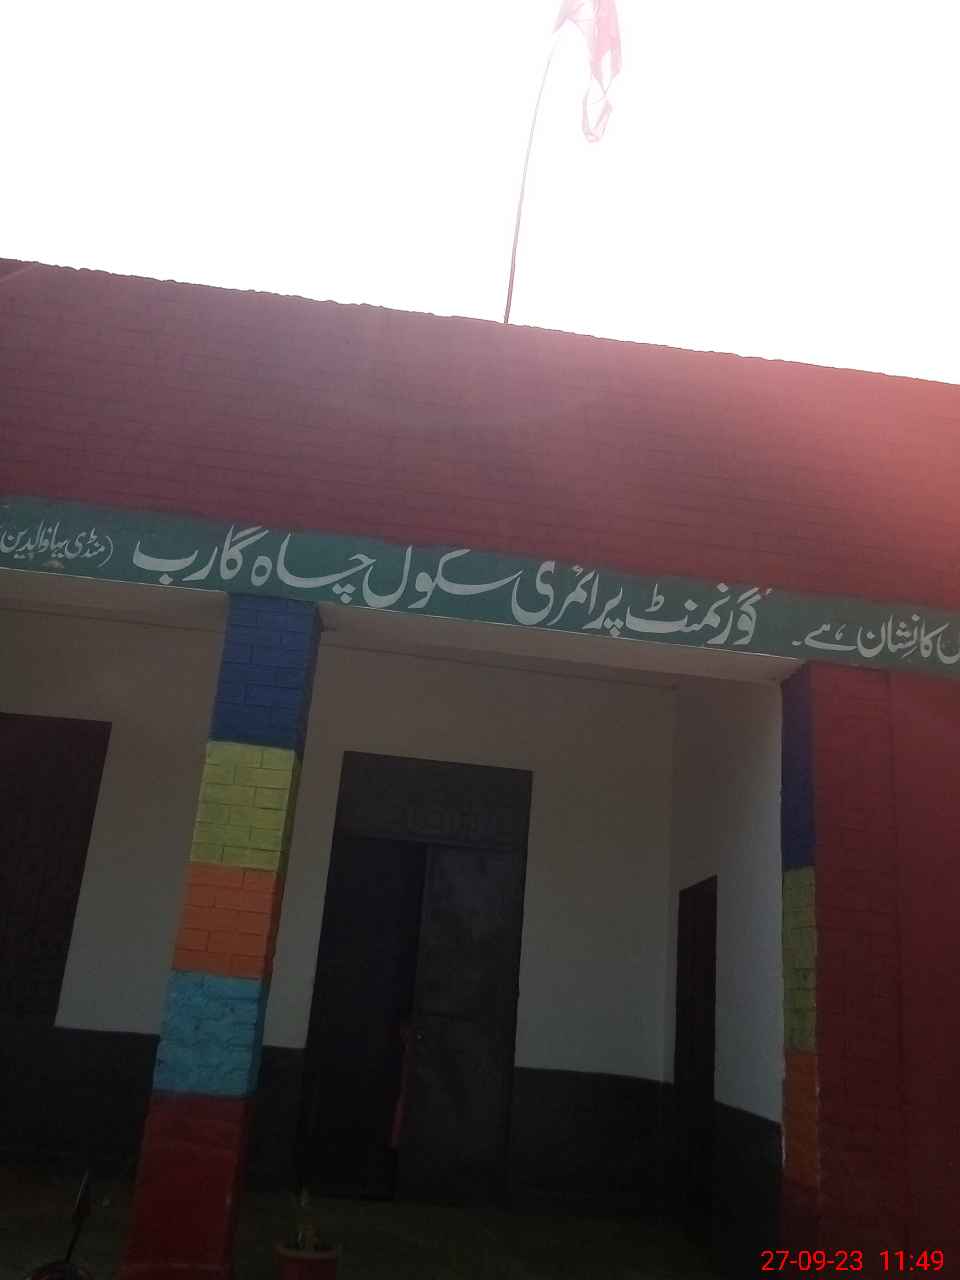 کا نشان ہے۔ گورنمنٹ پرائمری سکول چاہ گارب (منڈی بہاؤالدین
27-09-23 11:49